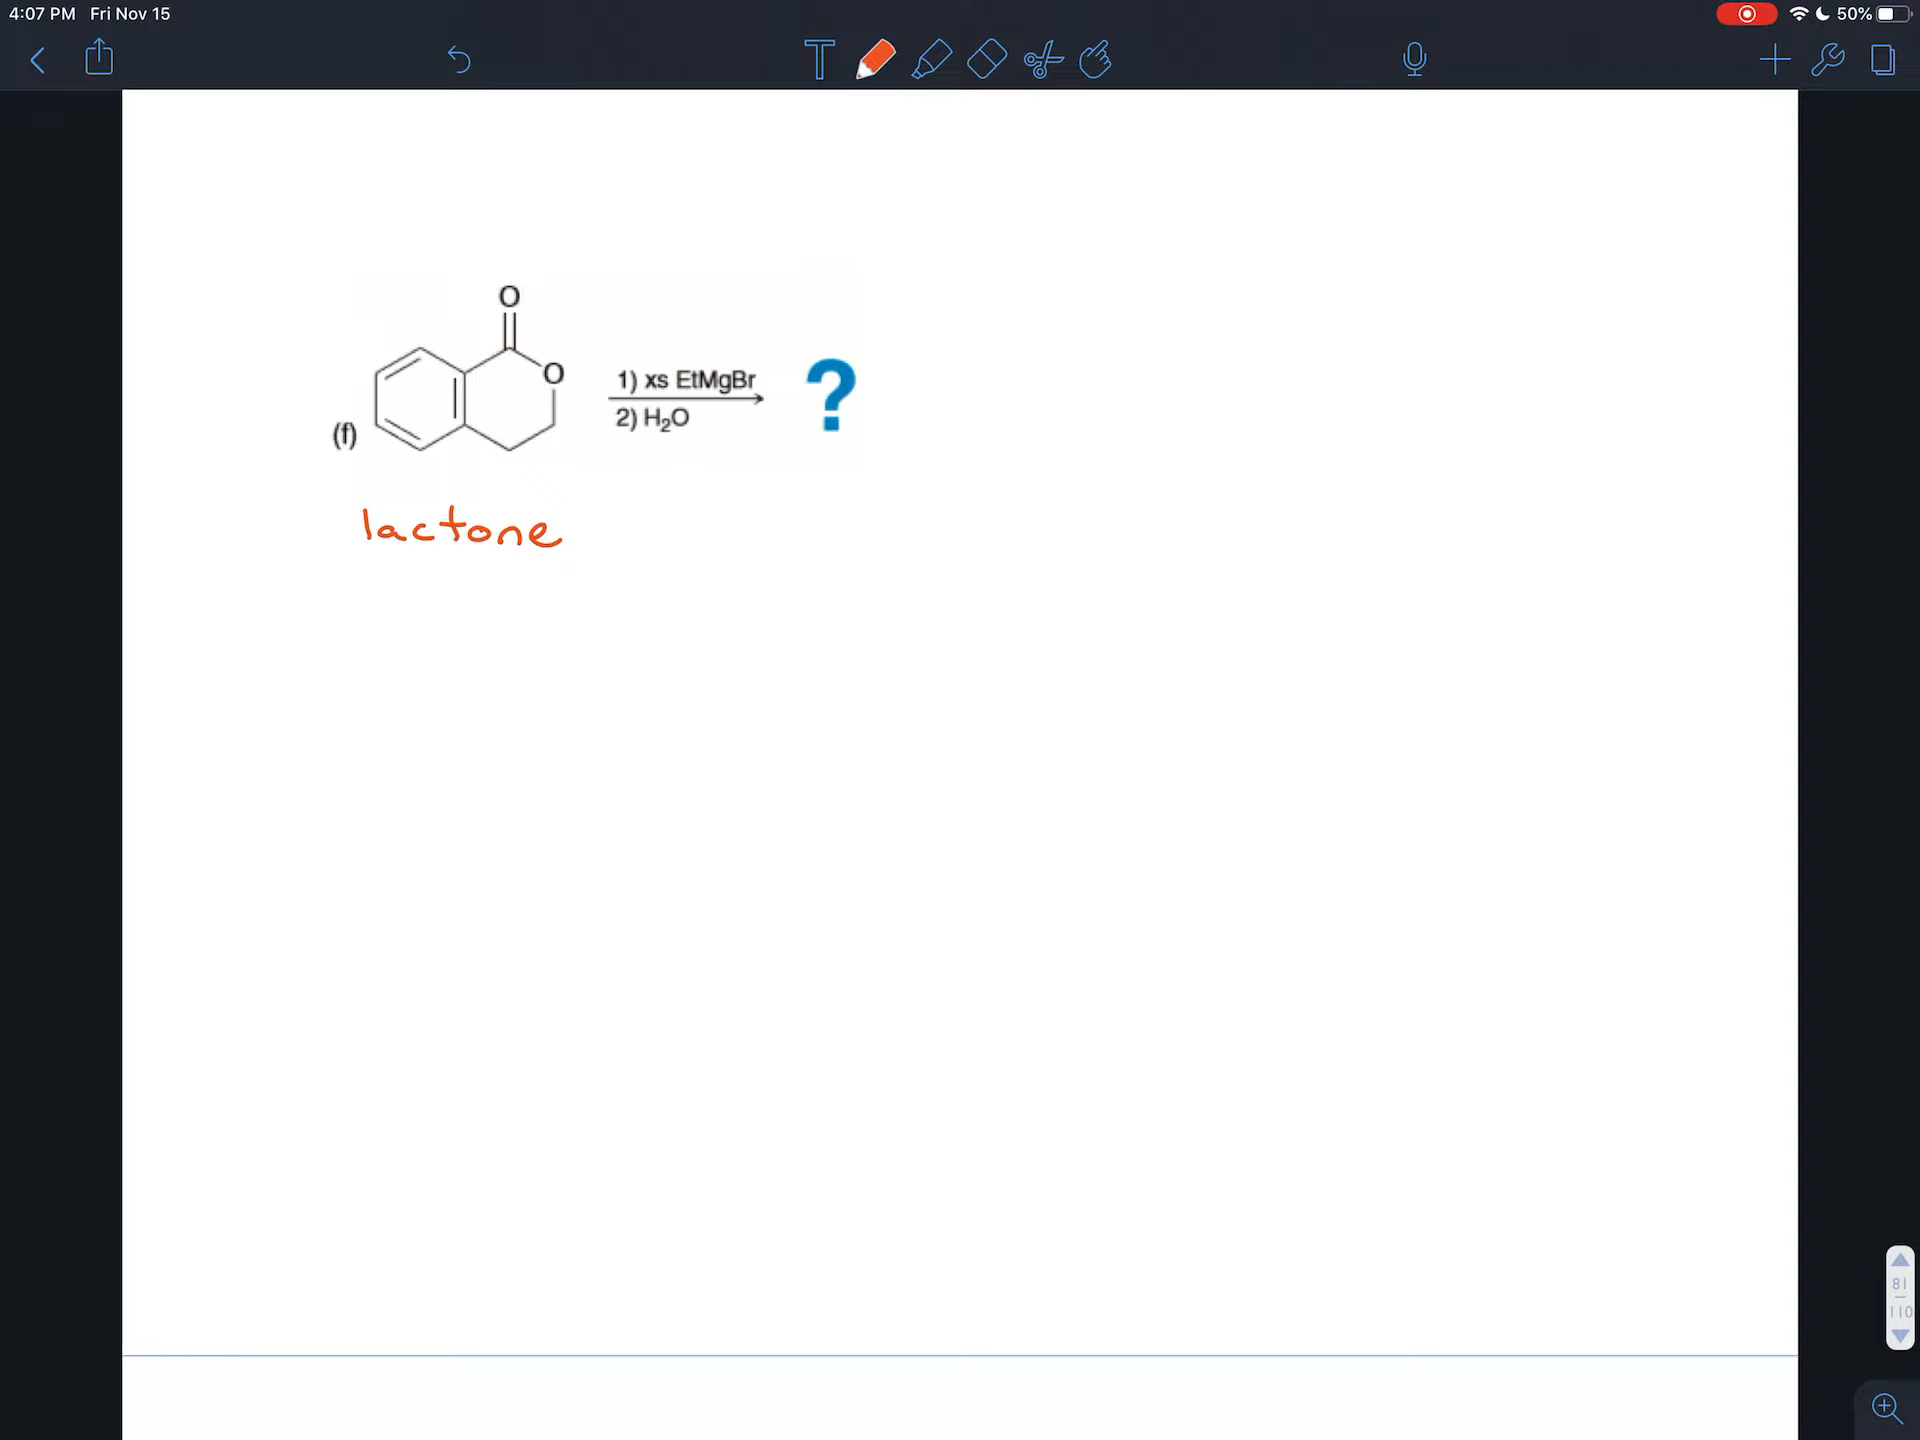 4:07 PM Fri Nov 15
50%
T
O
O
1) xs EtMgBr
2) H₂O
?
(f)
lactone
81
110